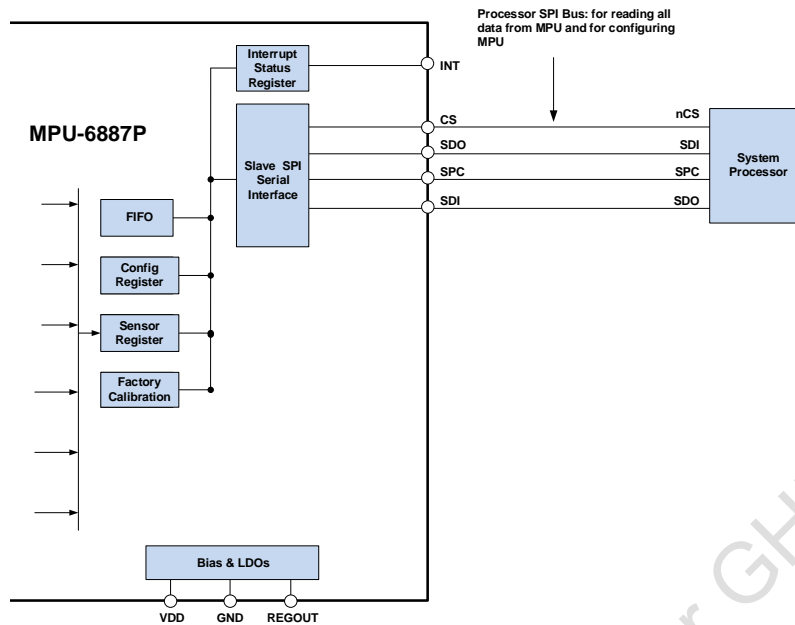 Processor SPI Bus: for reading all
data from MPU and for configuring
MPU
Interrupt
Status
Register
INT
MPU-6887P
CS
nCS
SDO
SDI
SPC
SPC
SDI
SDO
Slave SPI
Serial
Interface
System
Processor
FIFO
Config
Register
Sensor
Register
Factory
Calibration
Bias & LDOs
VDD
GND
REGOUT